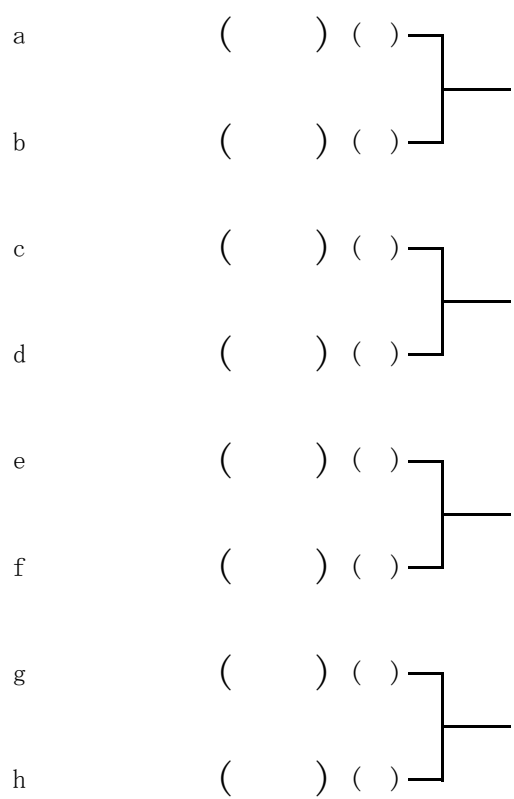 a (　　) (　)
b (　　) (　)
c (　　) (　)
d (　　) (　)
e (　　) (　)
f (　　) (　)
g (　　) (　)
h (　　) (　)